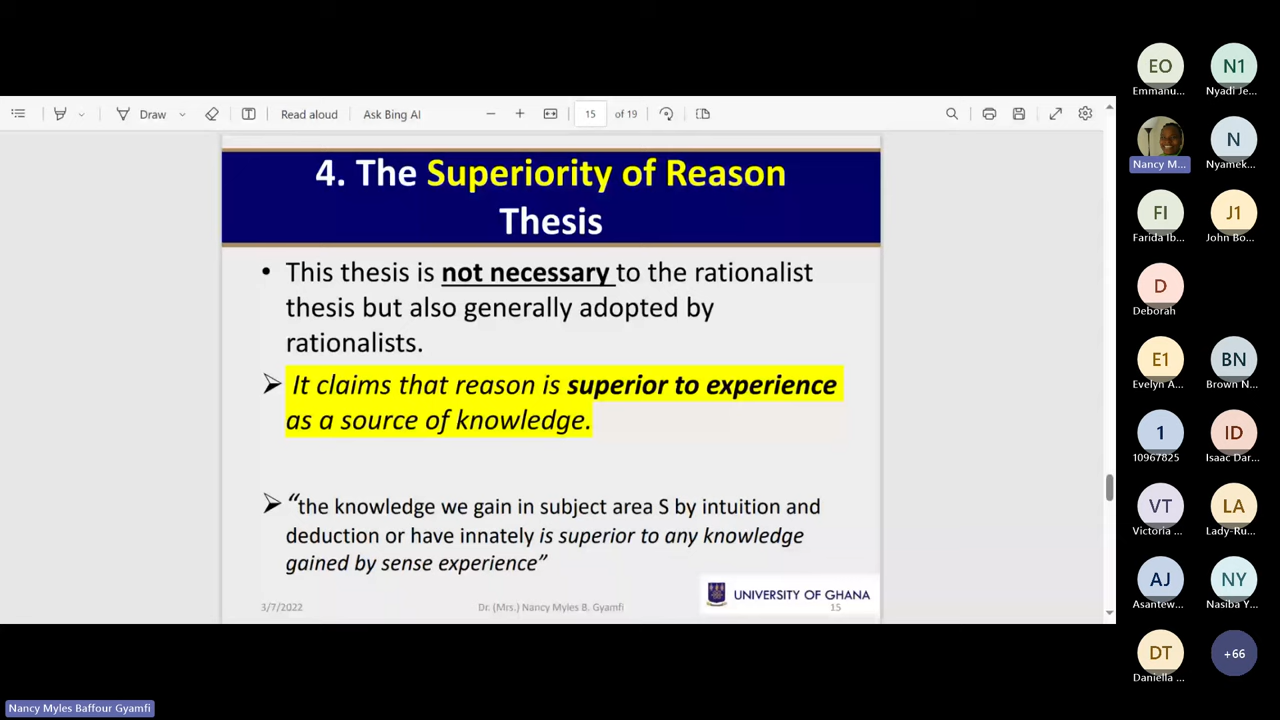 Draw
Read aloud
Ask Bing AI
15
of 19
4. The Superiority of Reason
Thesis
• This thesis is not necessary to the rationalist
thesis but also generally adopted by
rationalists.
➢ It claims that reason is superior to experience
as a source of knowledge.
➢ “the knowledge we gain in subject area S by intuition and
deduction or have innately is superior to any knowledge
gained by sense experience”
UNIVERSITY OF GHANA
3/7/2022
Dr. (Mrs.) Nancy Myles B. Gyamfi
15
EO
N1
Emmanu...
Nyadi Je...
N
Nancy M...
Nyamek...
FI
J1
Farida Ib...
John Bo...
D
Deborah
E1
BN
Evelyn A...
Brown N...
1
ID
10967825
Isaac Dar...
VT
LA
Victoria ...
Lady-Ru...
AJ
NY
Asantew...
Nasiba Y...
DT
+66
Daniella ...
Nancy Myles Baffour Gyamfi